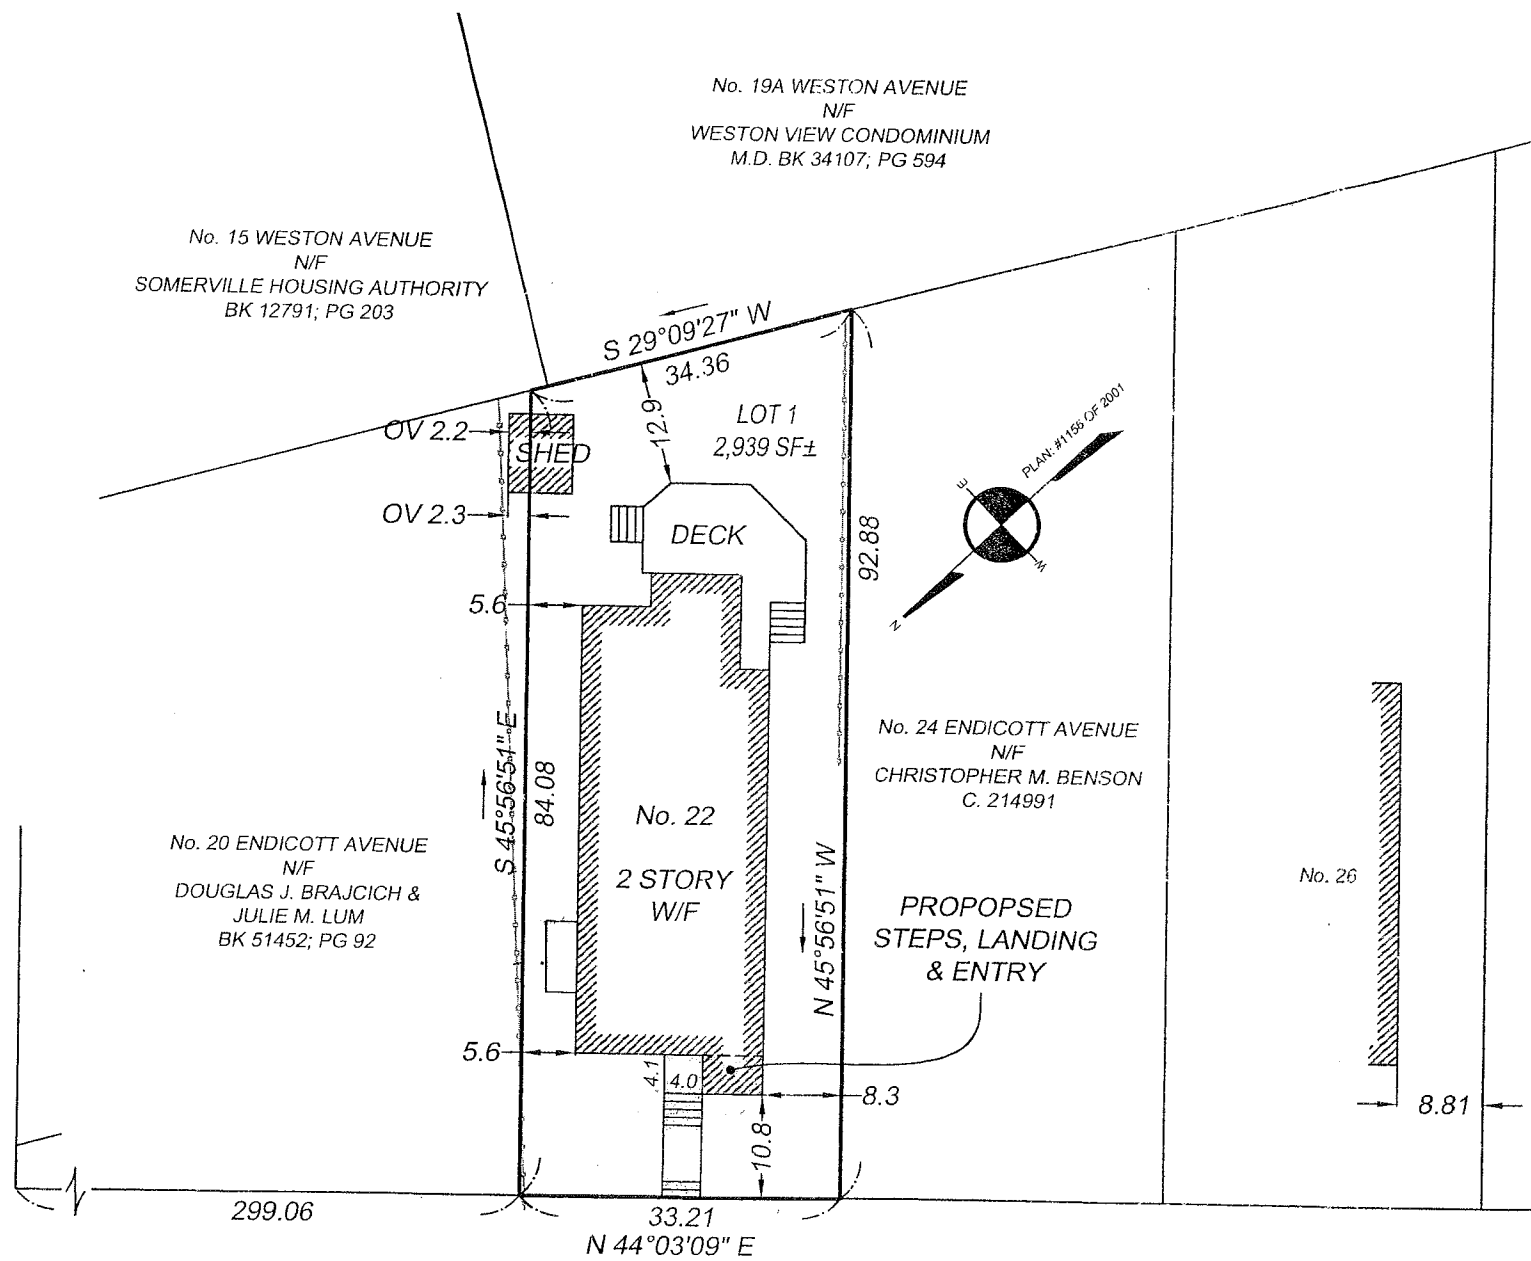 No. 19A WESTON AVENUE
N/F
WESTON VIEW CONDOMINIUM
M.D. BK 34107; PG 594
No. 15 WESTON AVENUE
N/F
SOMERVILLE HOUSING AUTHORITY
BK 12791; PG 203
S 29°09'27" W
34.36
12.9
LOT 1
2,939 SF±
OV 2.2
SHED
OV 2.3
DECK
92.88
PLAN: #1156 OF 2001
E
W
N
5.6
S 45°56'51" E
84.08
No. 22
2 STORY
W/F
N 45°56'51" W
No. 24 ENDICOTT AVENUE
N/F
CHRISTOPHER M. BENSON
C. 214991
No. 20 ENDICOTT AVENUE
N/F
DOUGLAS J. BRAJCICH &
JULIE M. LUM
BK 51452; PG 92
No. 26
PROPOPSED
STEPS, LANDING
& ENTRY
5.6
4.1
4.0
8.3
10.8
8.81
299.06
33.21
N 44°03'09" E